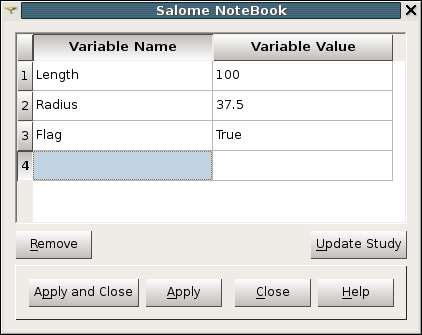 Salome NoteBook
Variable Name Variable Value
1 Length 100
2 Radius 37.5
3 Flag True
4
Remove Update Study
Apply and Close Apply Close Help